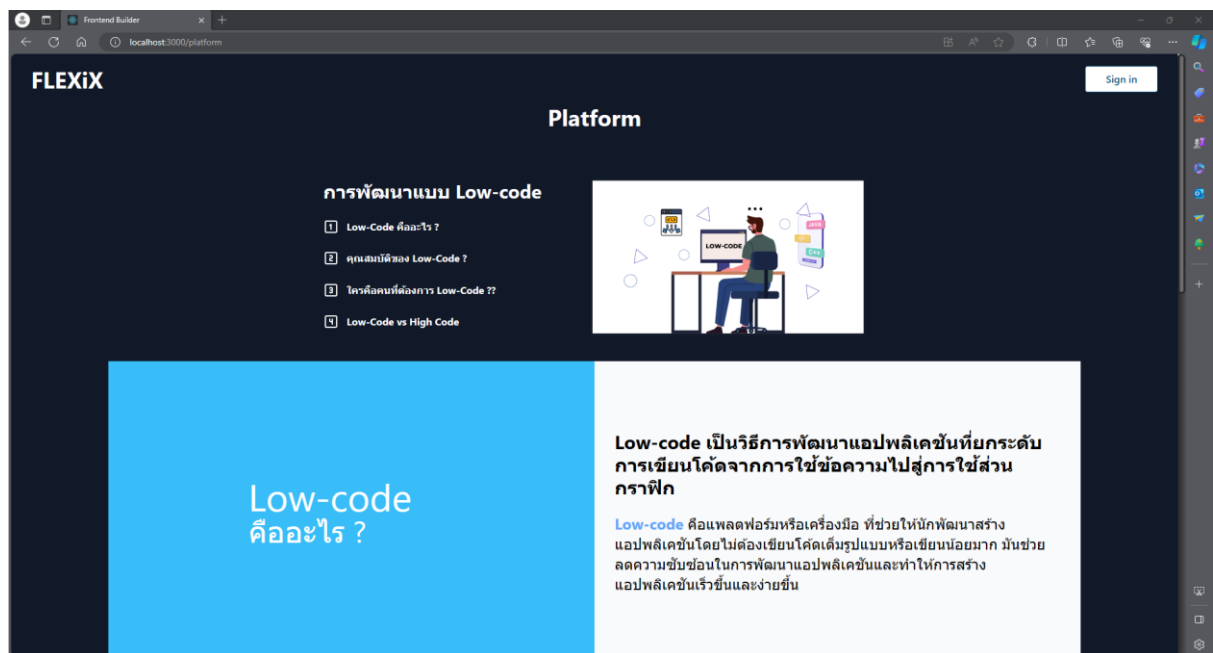 Frontend Builder
localhost:3000/platform
FLEXiX
Sign in
Platform
การพัฒนาแบบ Low-code
1 Low-Code คืออะไร ?
2 คุณสมบัติของ Low-Code ?
3 ใครคือคนที่ต้องการ Low-Code ??
4 Low-Code vs High Code
LOW-CODE
JAVA
C++
Low-code
คืออะไร ?
Low-code เป็นวิธีการพัฒนาแอปพลิเคชันที่ยกระดับ
การเขียนโค้ดจากการใช้ข้อความไปสู่การใช้ส่วน
กราฟิก
Low-code คือแพลตฟอร์มหรือเครื่องมือ ที่ช่วยให้นักพัฒนาสร้าง
แอปพลิเคชันโดยไม่ต้องเขียนโค้ดเต็มรูปแบบหรือเขียนน้อยมาก มันช่วย
ลดความซับซ้อนในการพัฒนาแอปพลิเคชันและทำให้การสร้าง
แอปพลิเคชันเร็วขึ้นและง่ายขึ้น